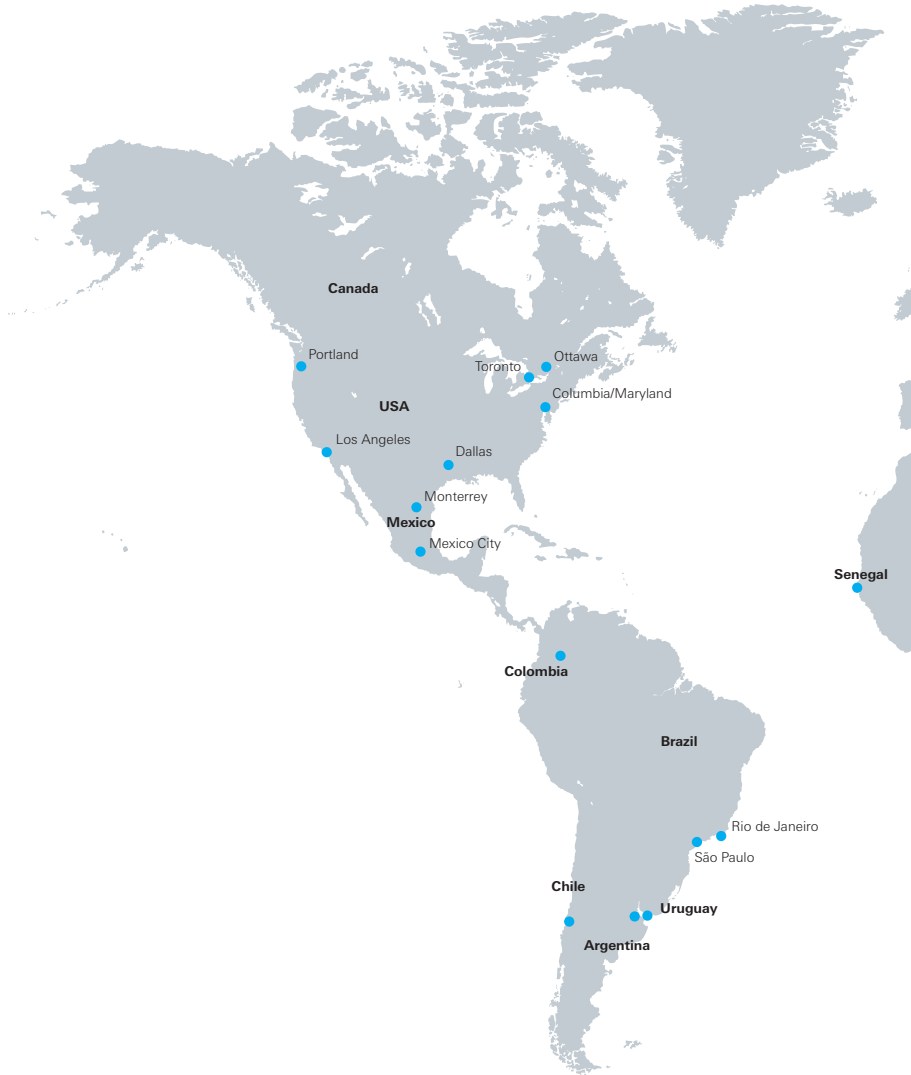 Canada
Portland
Ottawa
Toronto
Columbia/Maryland
USA
Los Angeles
Dallas
Monterrey
Mexico
Mexico City
Senegal
Colombia
Brazil
Rio de Janeiro
São Paulo
Chile
Uruguay
Argentina